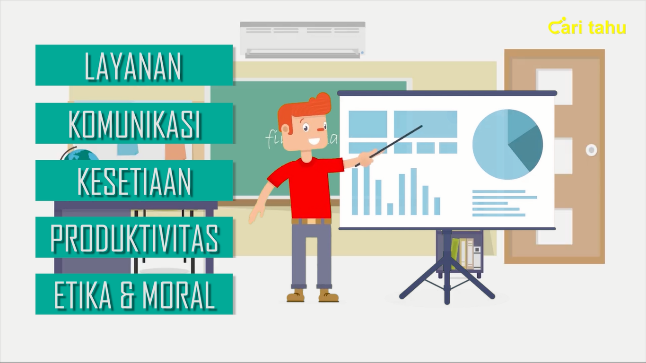 Cari tahu
LAYANAN
KOMUNIKASI
KESETIAAN
PRODUKTIVITAS
ETIKA & MORAL